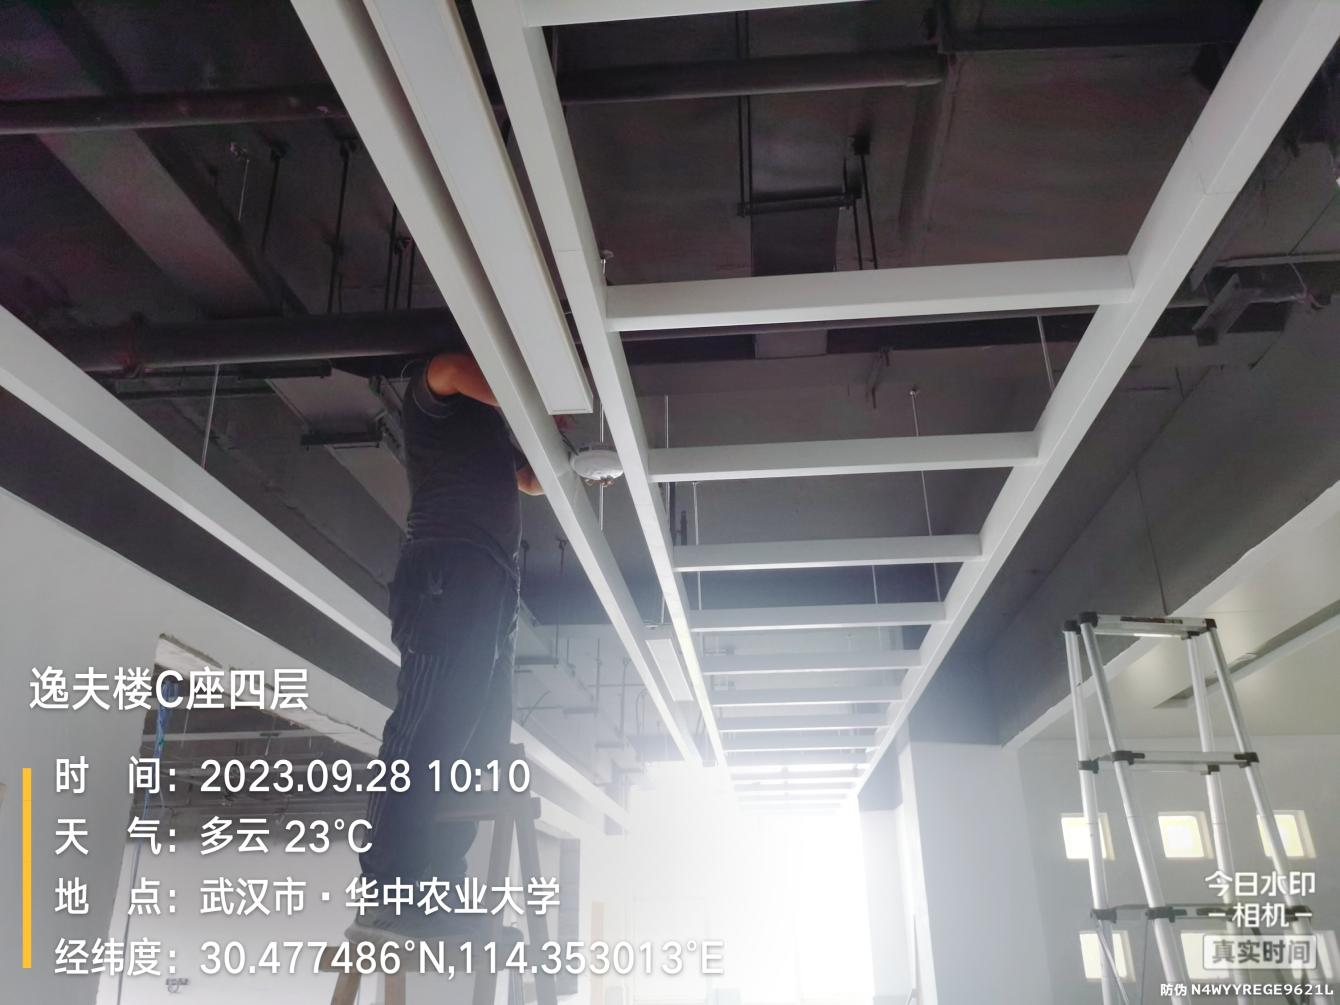 逸夫楼C座四层
时 间：2023.09.28 10:10
天 气：多云 23℃
地 点：武汉市·华中农业大学
经纬度：30.477486°N,114.353013°E
今日水印
相机
真实时间
防伪 N4WYYREGE9621L